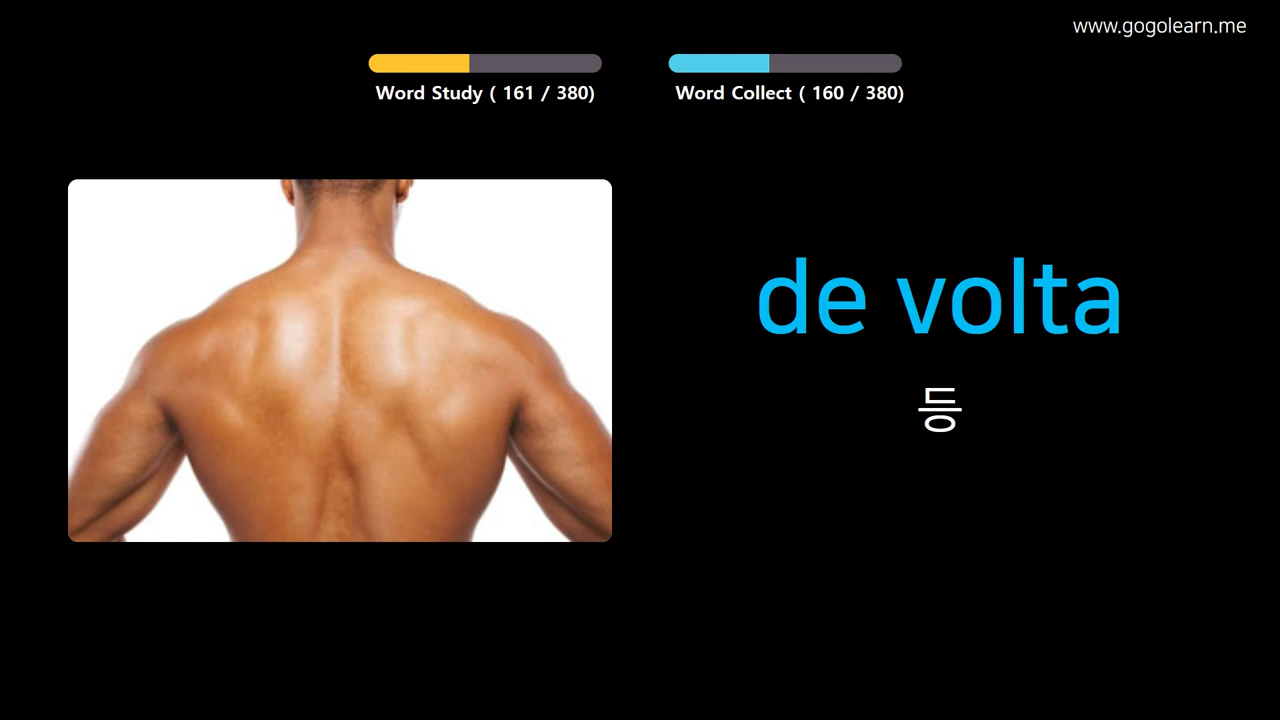 www.gogolearn.me
Word Study ( 161 / 380)
Word Collect ( 160 / 380)
de volta
등